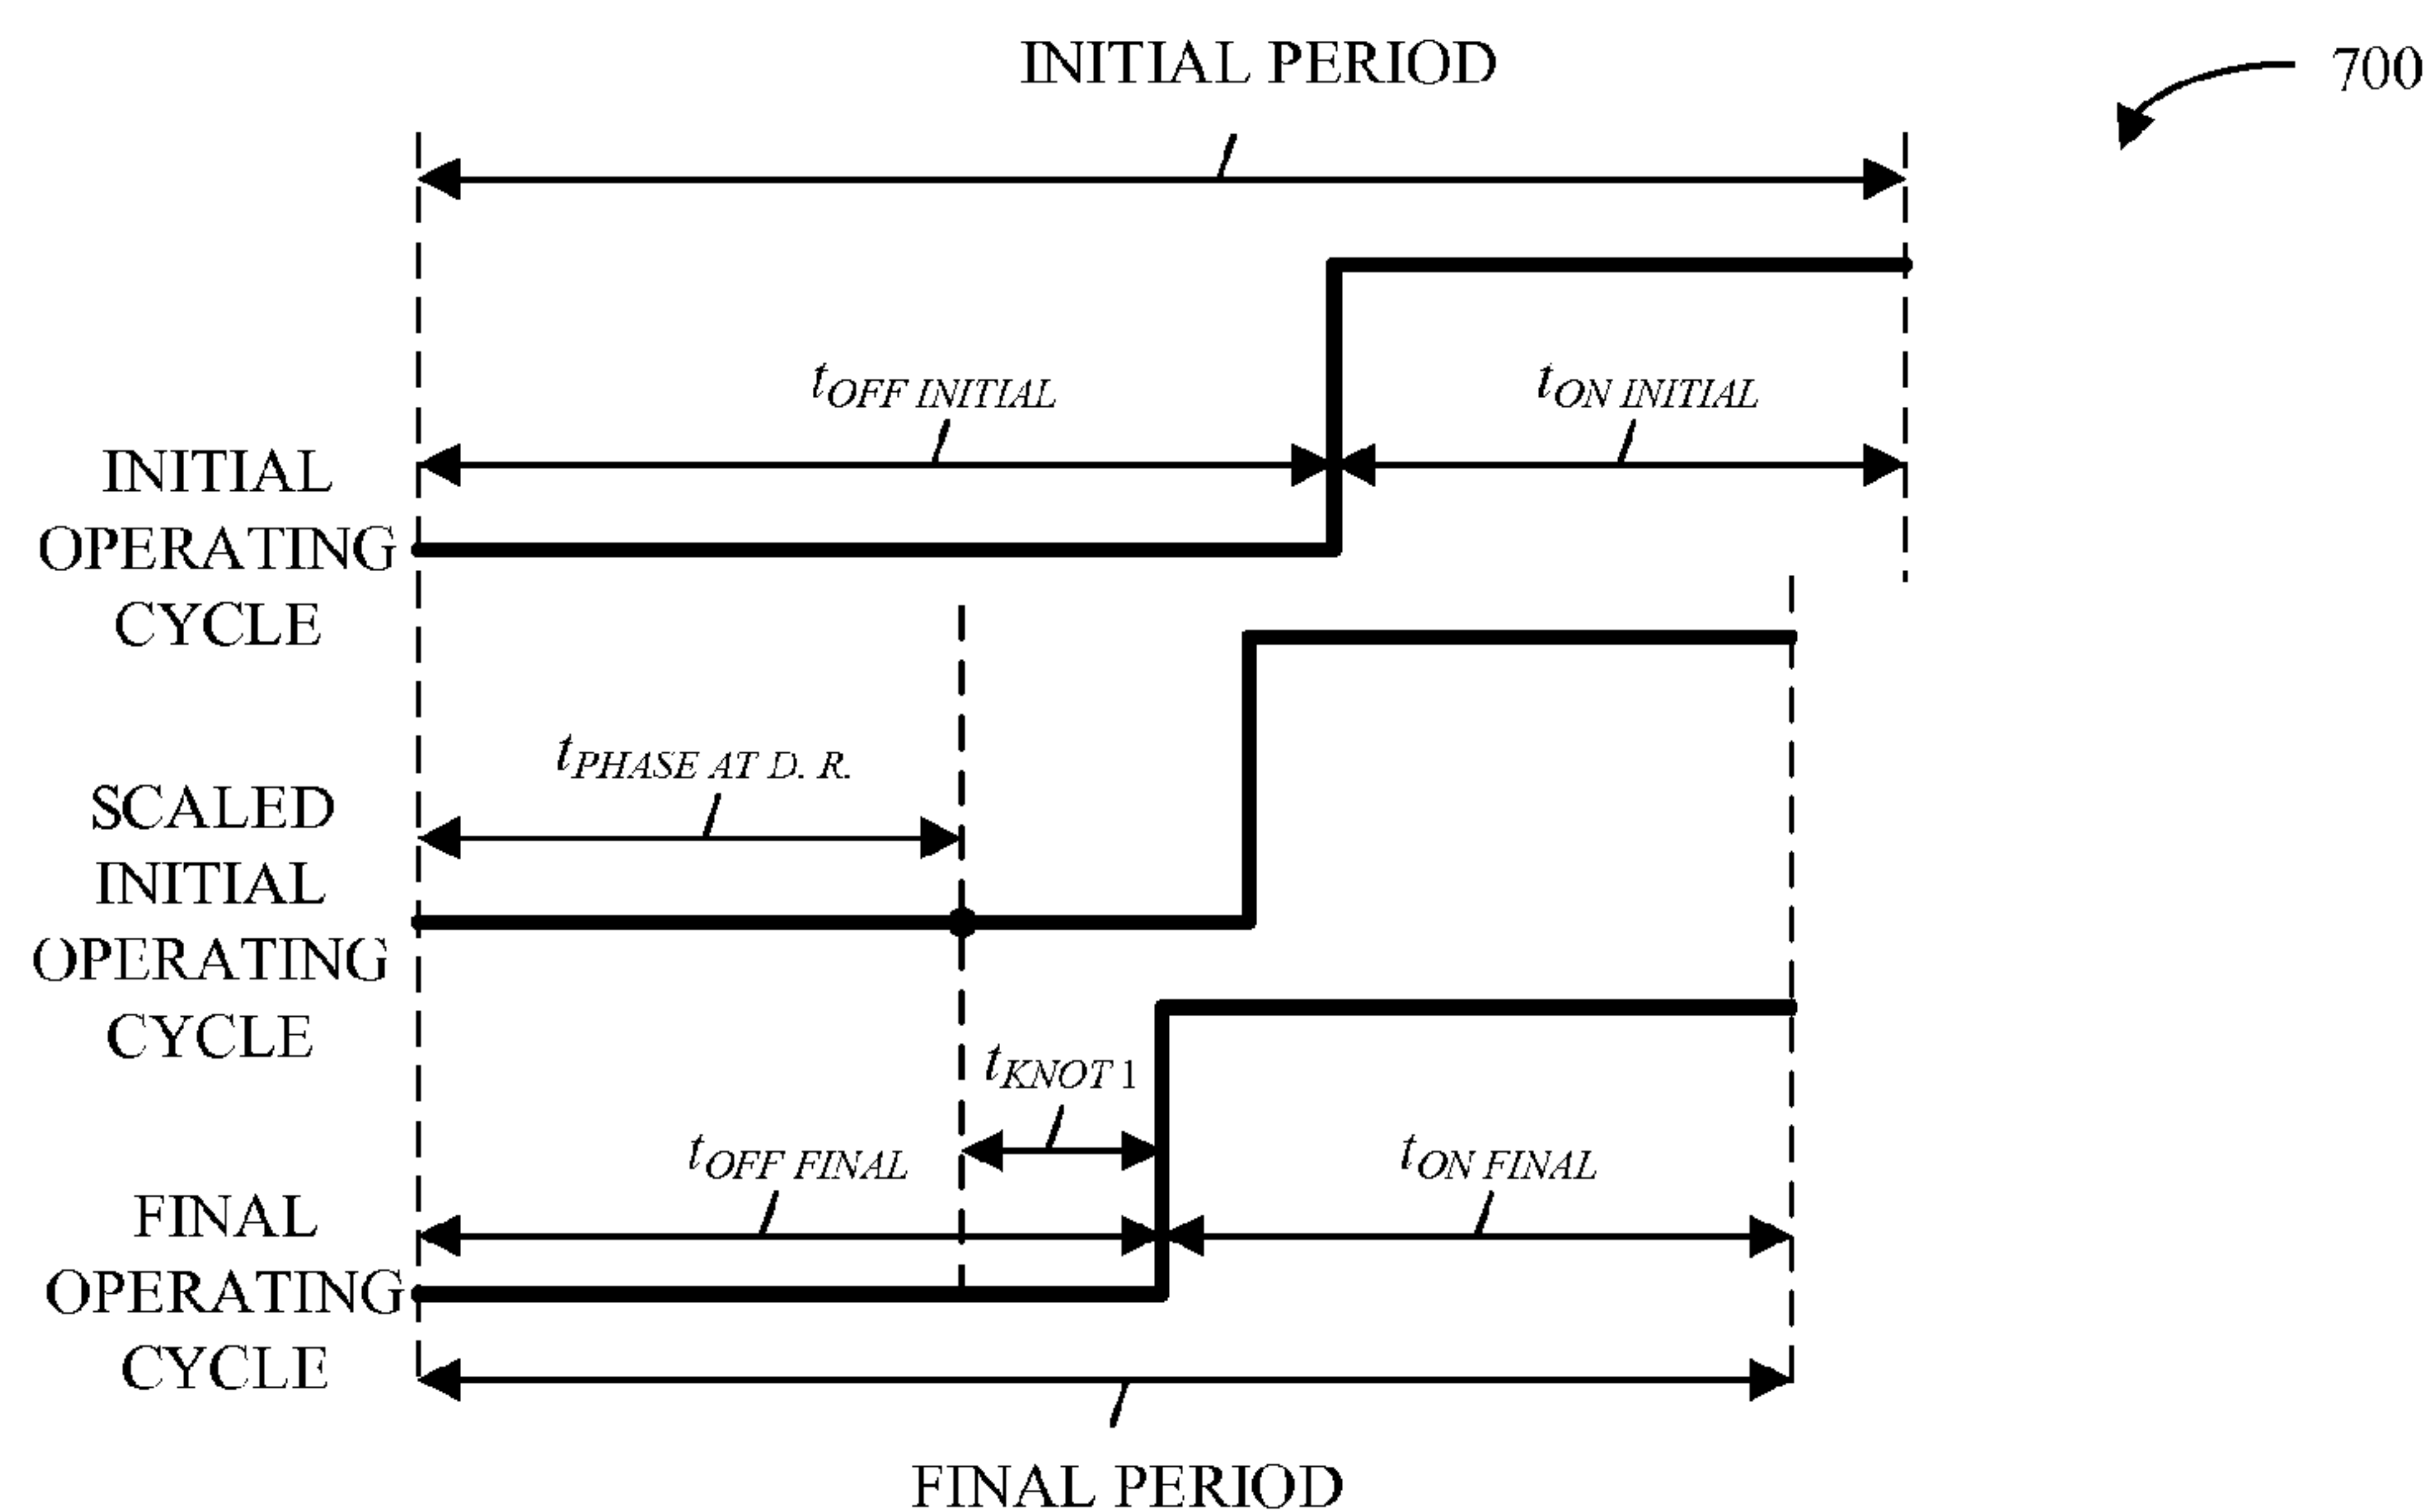 INITIAL PERIOD
700
tOFF INITIAL
tON INITIAL
INITIAL
OPERATING
CYCLE
tPHASE AT D. R.
SCALED
INITIAL
OPERATING
CYCLE
tKNOT 1
tOFF FINAL
tON FINAL
FINAL
OPERATING
CYCLE
FINAL PERIOD